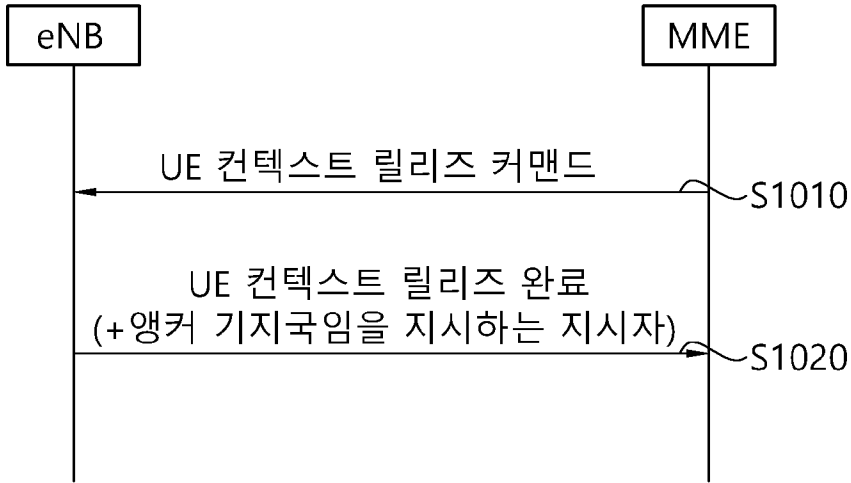 eNB
MME
UE 컨텍스트 릴리즈 커맨드
S1010
UE 컨텍스트 릴리즈 완료
(+앵커 기지국임을 지시하는 지시자)
S1020